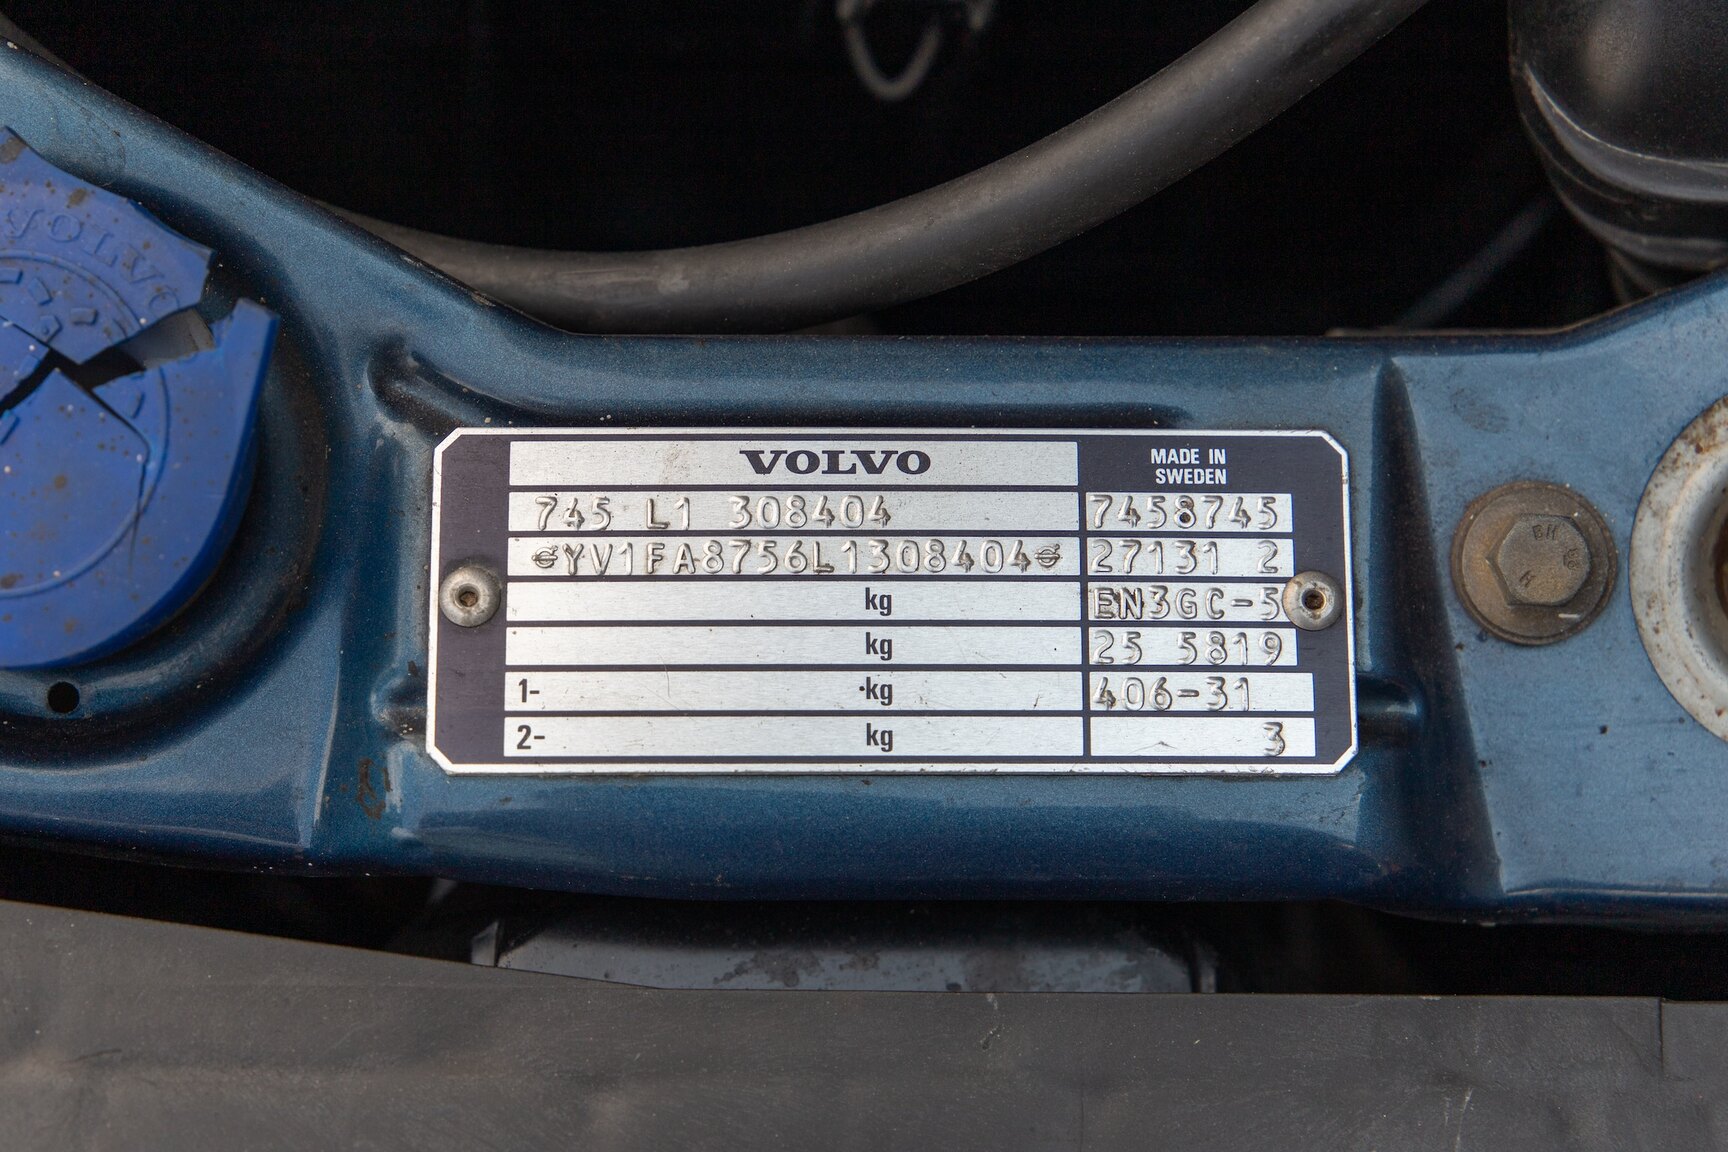 VOLVO
VOLVO
MADE IN
SWEDEN
745 L1 308404
7458745
YV1FA8756L1308404
27131 2
kg
EN3GC-5
kg
25 5819
1- kg
406-31
2- kg
3